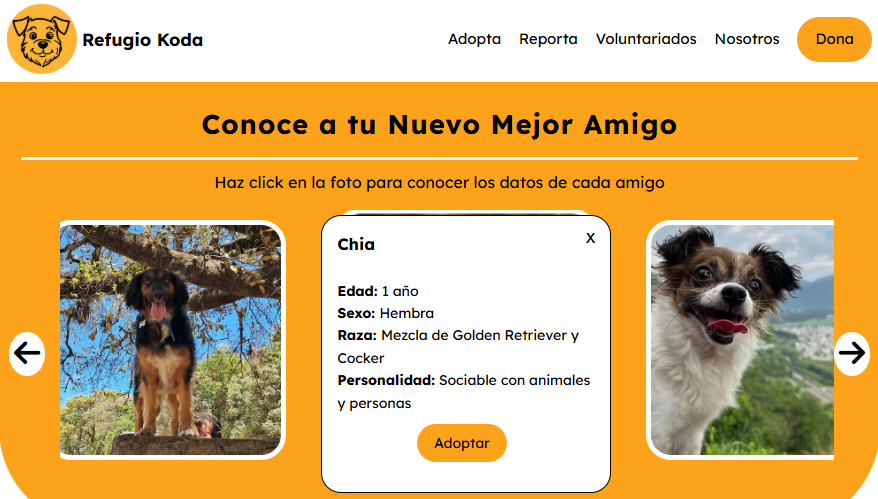 Refugio Koda
Adopta Reporta Voluntariados Nosotros Dona
Conoce a tu Nuevo Mejor Amigo
Haz click en la foto para conocer los datos de cada amigo
Chia
X
Edad: 1 año
Sexo: Hembra
Raza: Mezcla de Golden Retriever y
Cocker
Personalidad: Sociable con animales
y personas
Adoptar